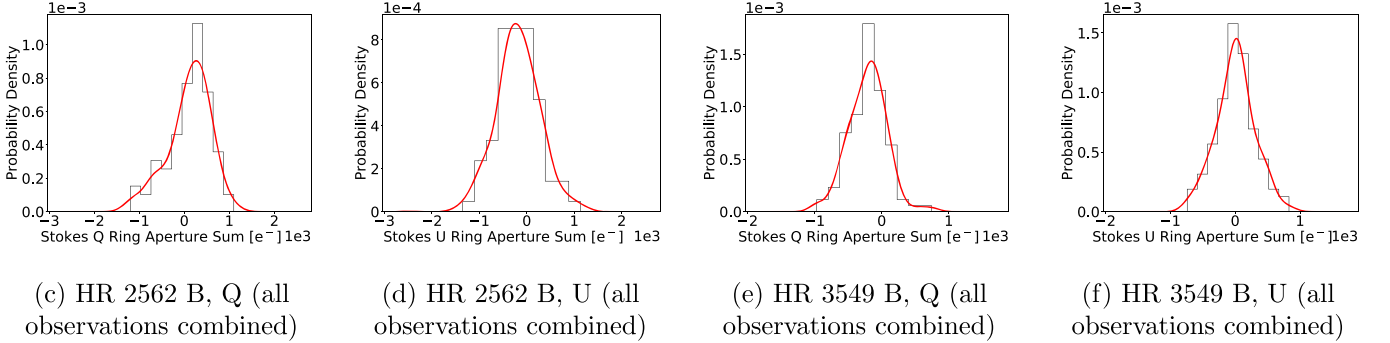 1e−3
Probability Density
1.0
0.8
0.6
0.4
0.2
0.0
−3 −2 −1 0 1 2
Stokes Q Ring Aperture Sum [e⁻] 1e3
(c) HR 2562 B, Q (all
observations combined)
1e−4
Probability Density
8
4
0
−2 −1 0 1 2
Stokes U Ring Aperture Sum [e⁻] 1e3
(d) HR 2562 B, U (all
observations combined)
1e−3
Probability Density
1.5
1.0
0.5
0.0
−2 −1 0 1
Stokes Q Ring Aperture Sum [e⁻] 1e3
(e) HR 3549 B, Q (all
observations combined)
1e−3
Probability Density
1.5
1.0
0.5
0.0
−2 −1 0 1
Stokes U Ring Aperture Sum [e⁻] 1e3
(f) HR 3549 B, U (all
observations combined)